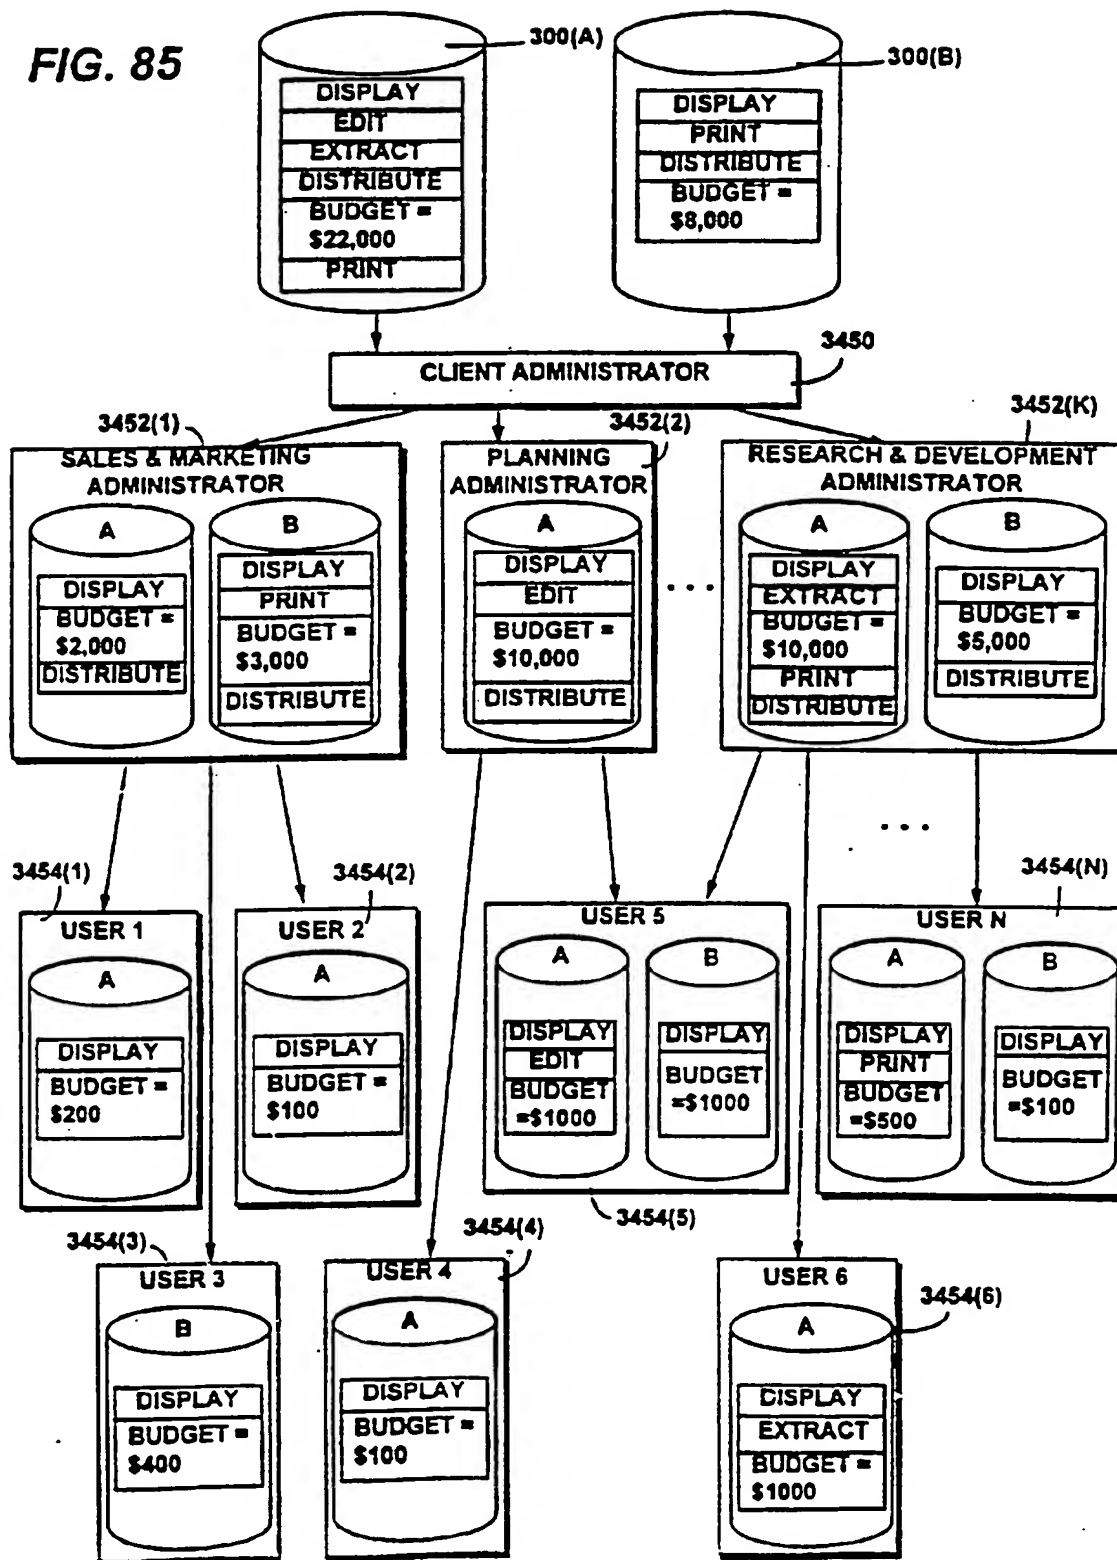 FIG. 85
300(A)
DISPLAY
EDIT
EXTRACT
DISTRIBUTE
BUDGET =
$22,000
PRINT
300(B)
DISPLAY
PRINT
DISTRIBUTE
BUDGET =
$8,000
CLIENT ADMINISTRATOR
3450
3452(1)
SALES & MARKETING
ADMINISTRATOR
A
DISPLAY
BUDGET =
$2,000
DISTRIBUTE
B
DISPLAY
PRINT
BUDGET =
$3,000
DISTRIBUTE
3452(2)
PLANNING
ADMINISTRATOR
A
DISPLAY
EDIT
BUDGET =
$10,000
DISTRIBUTE
. . .
3452(K)
RESEARCH & DEVELOPMENT
ADMINISTRATOR
A
DISPLAY
EXTRACT
BUDGET =
$10,000
PRINT
DISTRIBUTE
B
DISPLAY
BUDGET =
$5,000
DISTRIBUTE
. . .
3454(1)
USER 1
A
DISPLAY
BUDGET =
$200
3454(2)
USER 2
A
DISPLAY
BUDGET =
$100
USER 5
A
DISPLAY
EDIT
BUDGET
=$1000
B
DISPLAY
BUDGET
=$1000
3454(5)
3454(N)
USER N
A
DISPLAY
PRINT
BUDGET
=$500
B
DISPLAY
BUDGET
=$100
3454(3)
USER 3
B
DISPLAY
BUDGET =
$400
3454(4)
USER 4
A
DISPLAY
BUDGET =
$100
USER 6
3454(6)
A
DISPLAY
EXTRACT
BUDGET =
$1000